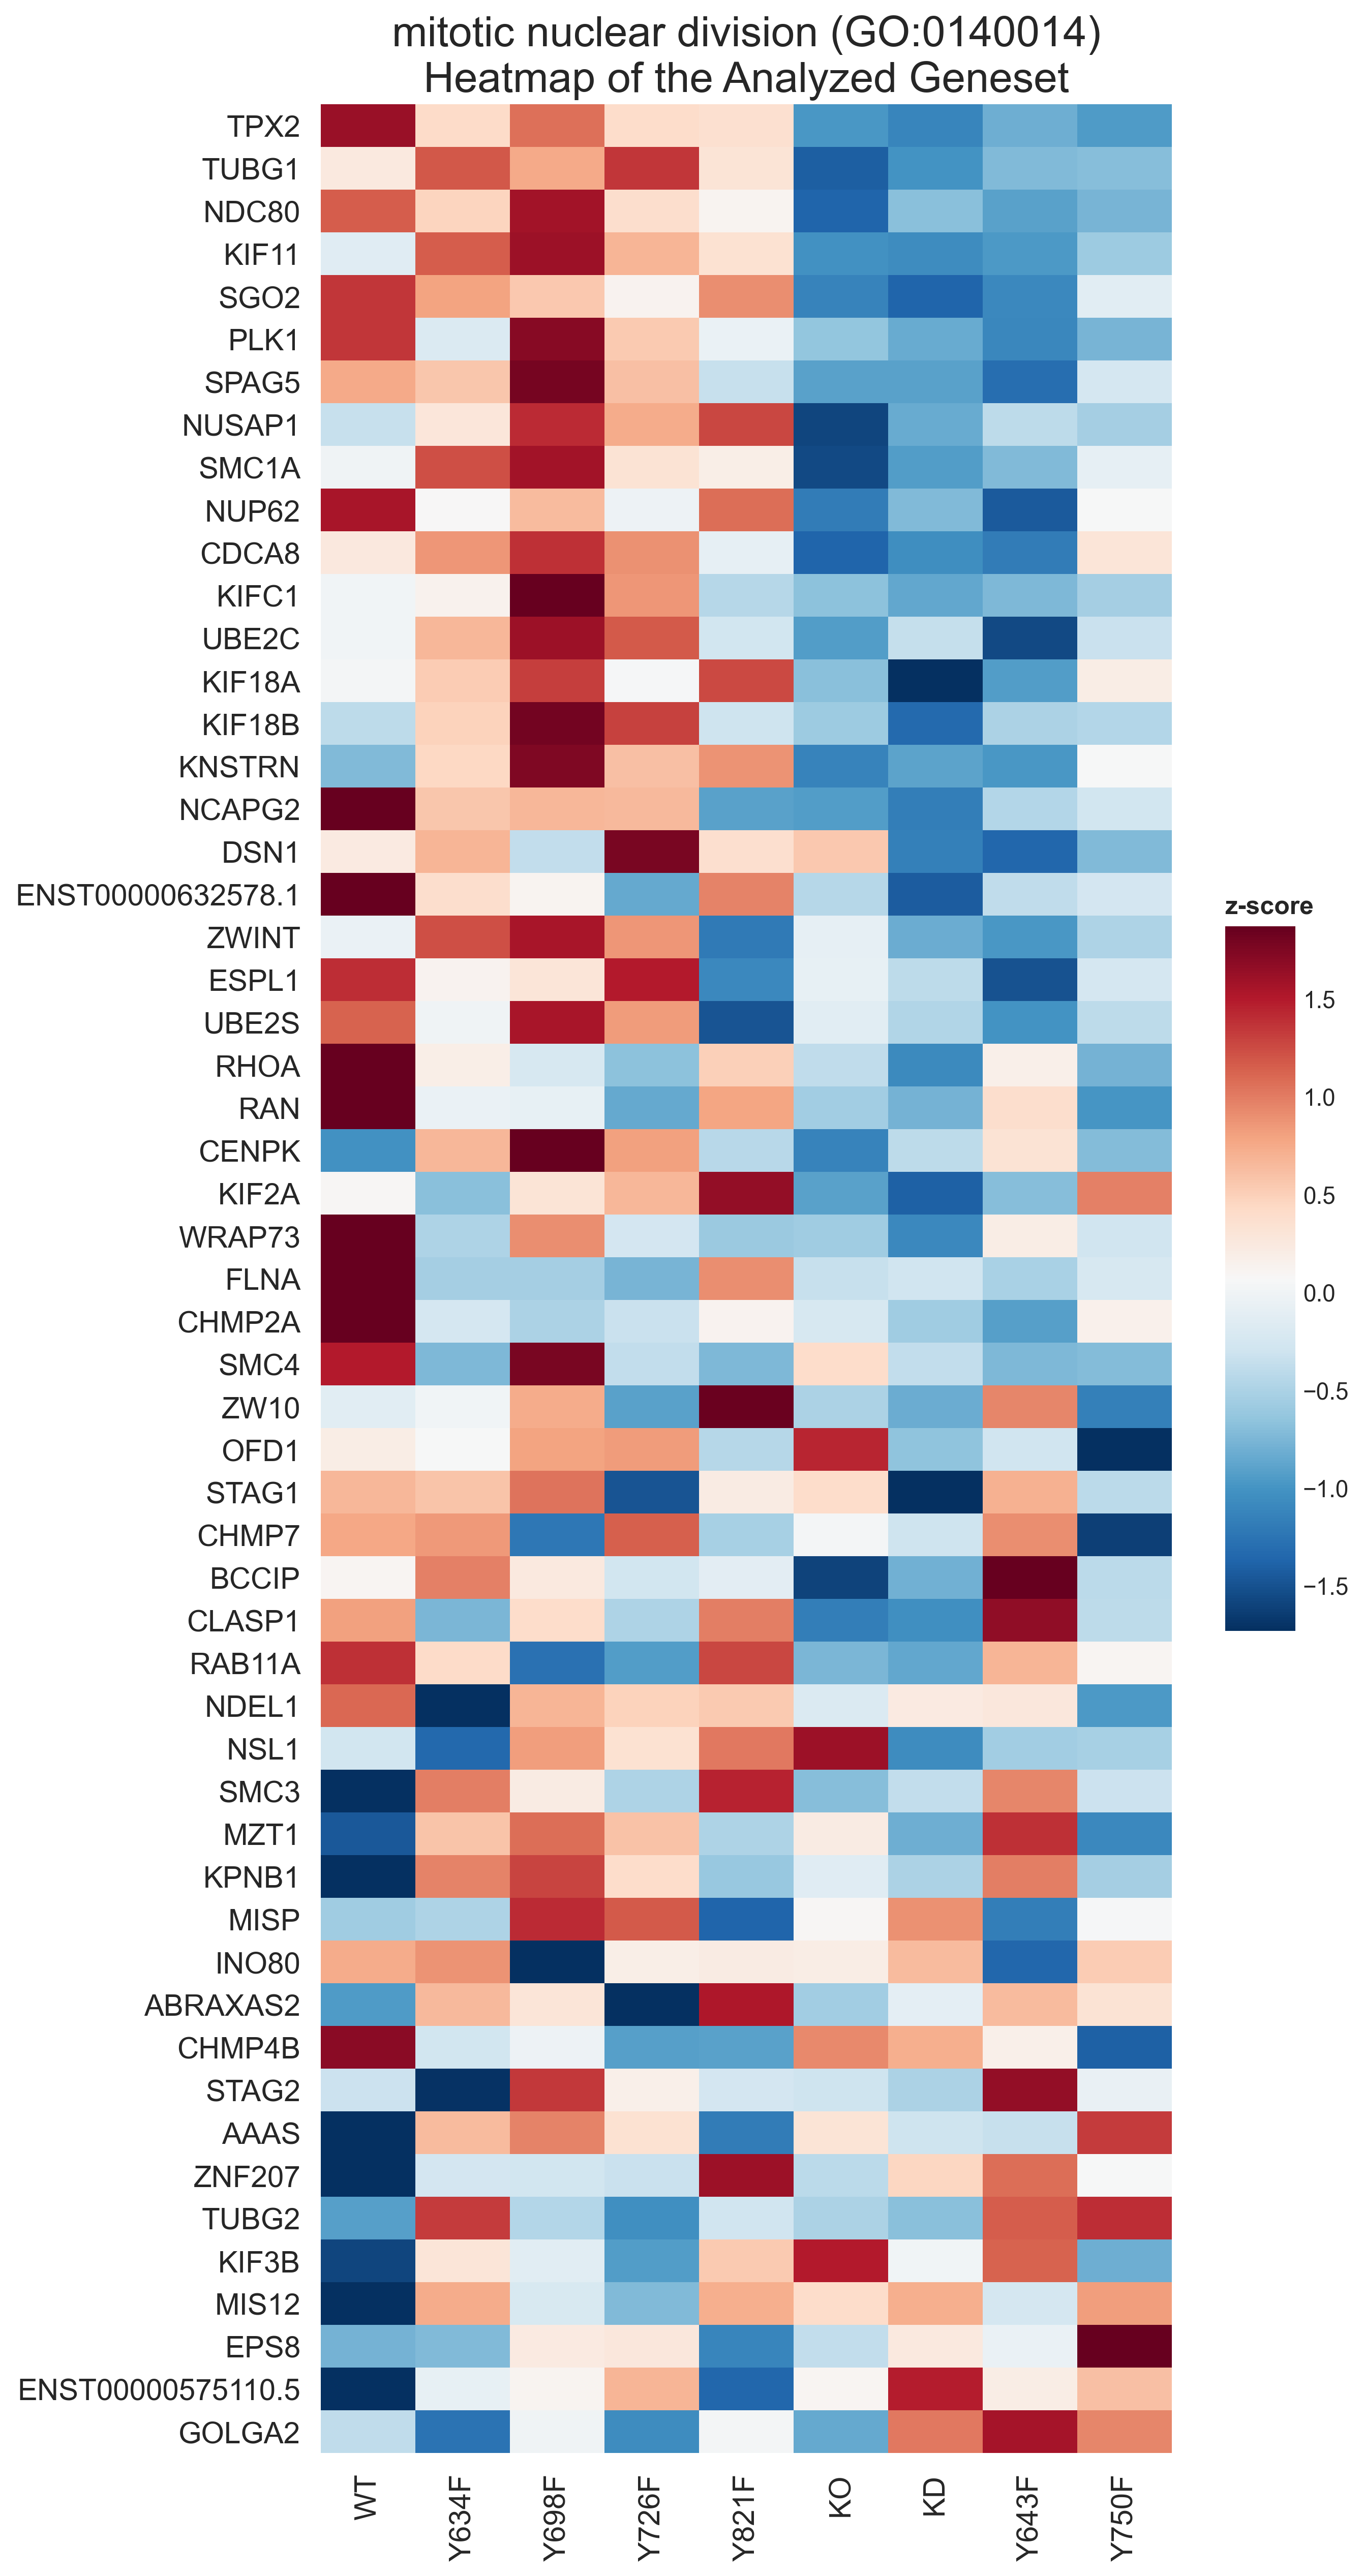 mitotic nuclear division (GO:0140014)
Heatmap of the Analyzed Geneset
TPX2
TUBG1
NDC80
KIF11
SGO2
PLK1
SPAG5
NUSAP1
SMC1A
NUP62
CDCA8
KIFC1
UBE2C
KIF18A
KIF18B
KNSTRN
NCAPG2
DSN1
ENST00000632578.1
ZWINT
ESPL1
UBE2S
RHOA
RAN
CENPK
KIF2A
WRAP73
FLNA
CHMP2A
SMC4
ZW10
OFD1
STAG1
CHMP7
BCCIP
CLASP1
RAB11A
NDEL1
NSL1
SMC3
MZT1
KPNB1
MISP
INO80
ABRAXAS2
CHMP4B
STAG2
AAAS
ZNF207
TUBG2
KIF3B
MIS12
EPS8
ENST00000575110.5
GOLGA2
WT
Y634F
Y698F
Y726F
Y821F
KO
KD
Y643F
Y750F
z-score
1.5
1.0
0.5
0.0
−0.5
−1.0
−1.5